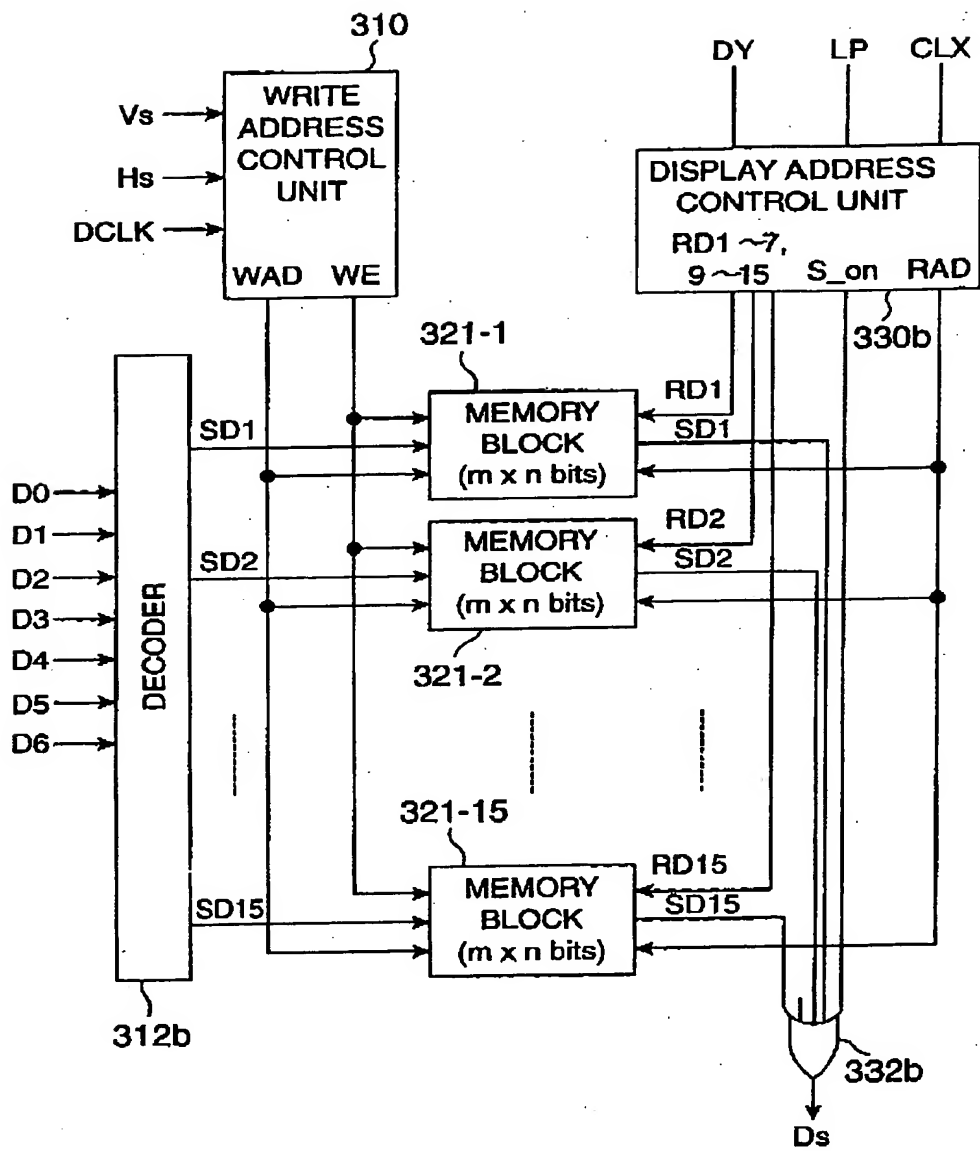 310
DY LP CLX
WRITE
ADDRESS
CONTROL
UNIT
Vs
Hs
DCLK
WAD WE
DISPLAY ADDRESS
CONTROL UNIT
RD1 ~7,
9 ~15 S_on RAD
330b
321-1
MEMORY
BLOCK
(m x n bits)
SD1
RD1
SD1
D0
D1
D2
D3
D4
D5
D6
DECODER
SD2
MEMORY
BLOCK
(m x n bits)
RD2
SD2
321-2
321-15
MEMORY
BLOCK
(m x n bits)
SD15
RD15
SD15
312b
332b
Ds